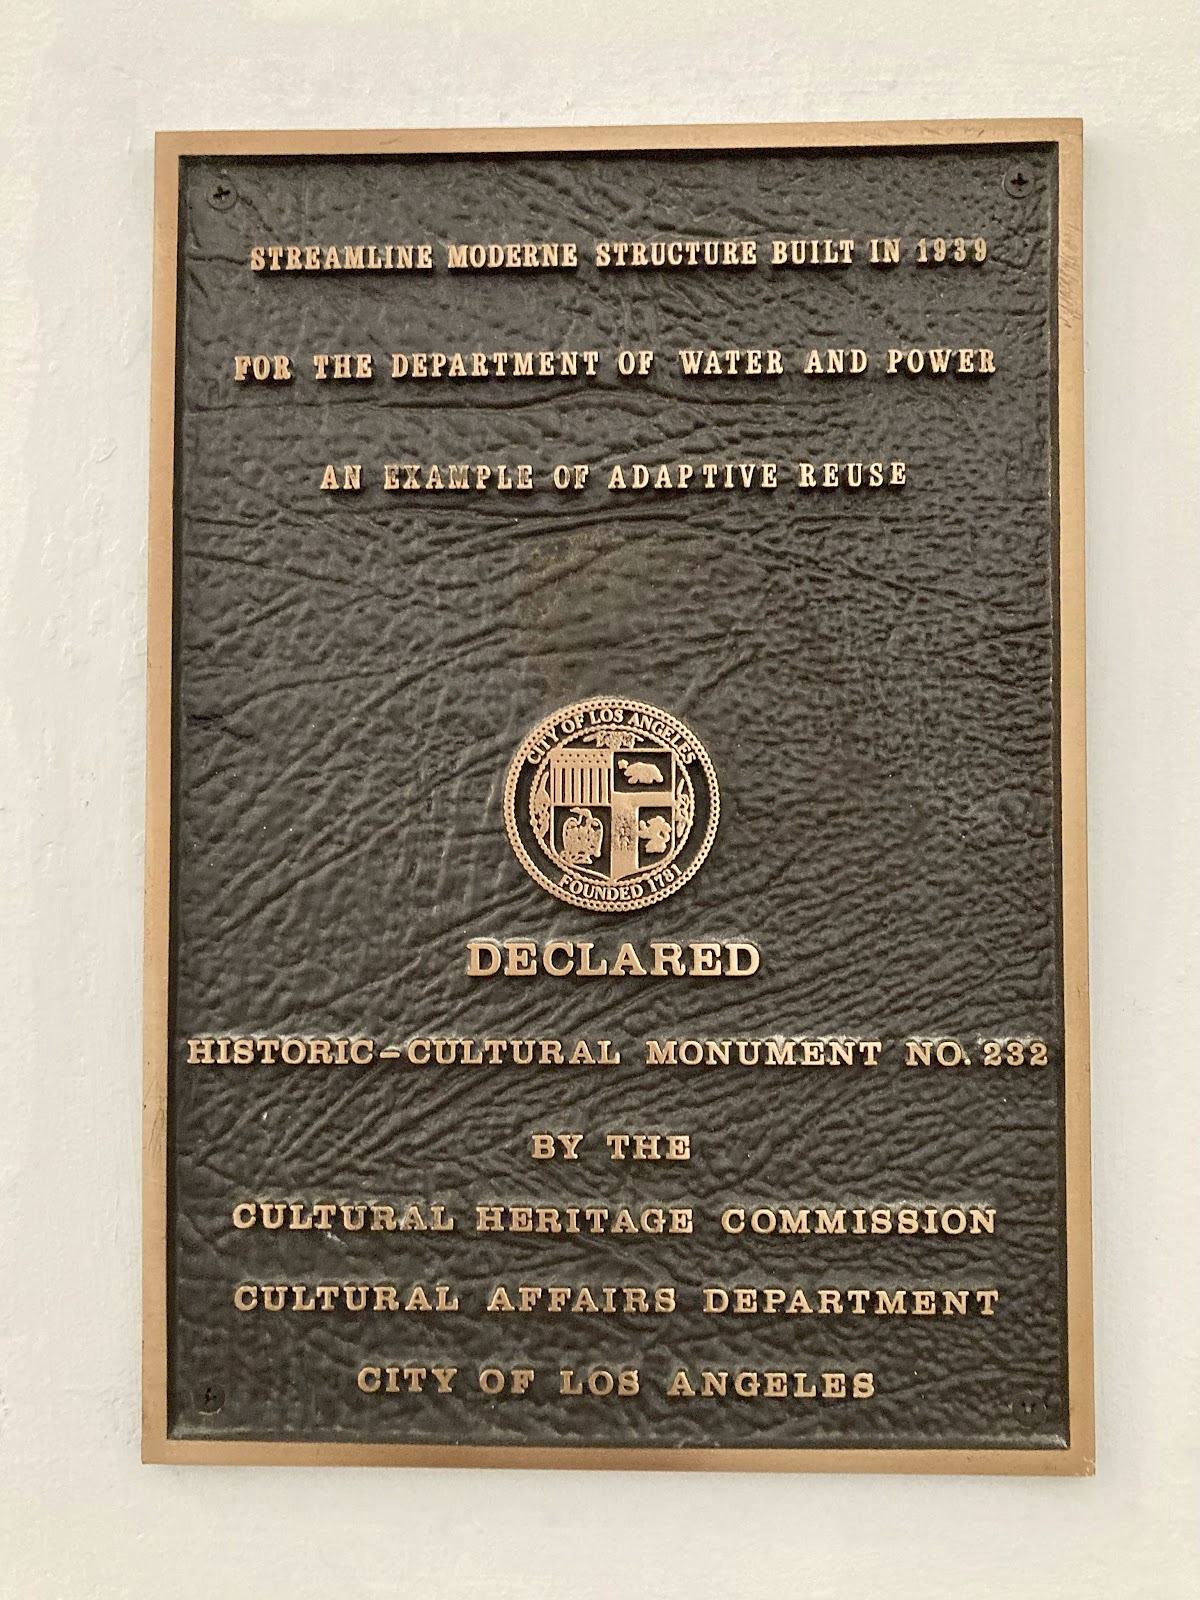 STREAMLINE MODERNE STRUCTURE BUILT IN 1939
FOR THE DEPARTMENT OF WATER AND POWER
AN EXAMPLE OF ADAPTIVE REUSE
CITY OF LOS ANGELES
FOUNDED 1781
DECLARED
HISTORIC-CULTURAL MONUMENT NO. 232
BY THE
CULTURAL HERITAGE COMMISSION
CULTURAL AFFAIRS DEPARTMENT
CITY OF LOS ANGELES